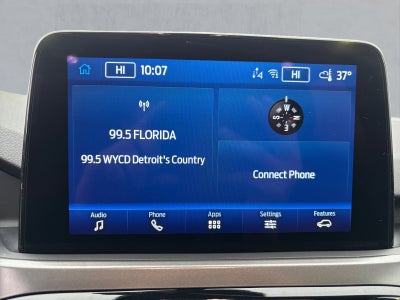 HI 10:07 HI 37°
99.5 FLORIDA
99.5 WYCD Detroit's Country
W
S
E
Connect Phone
Audio Phone Apps Settings Features